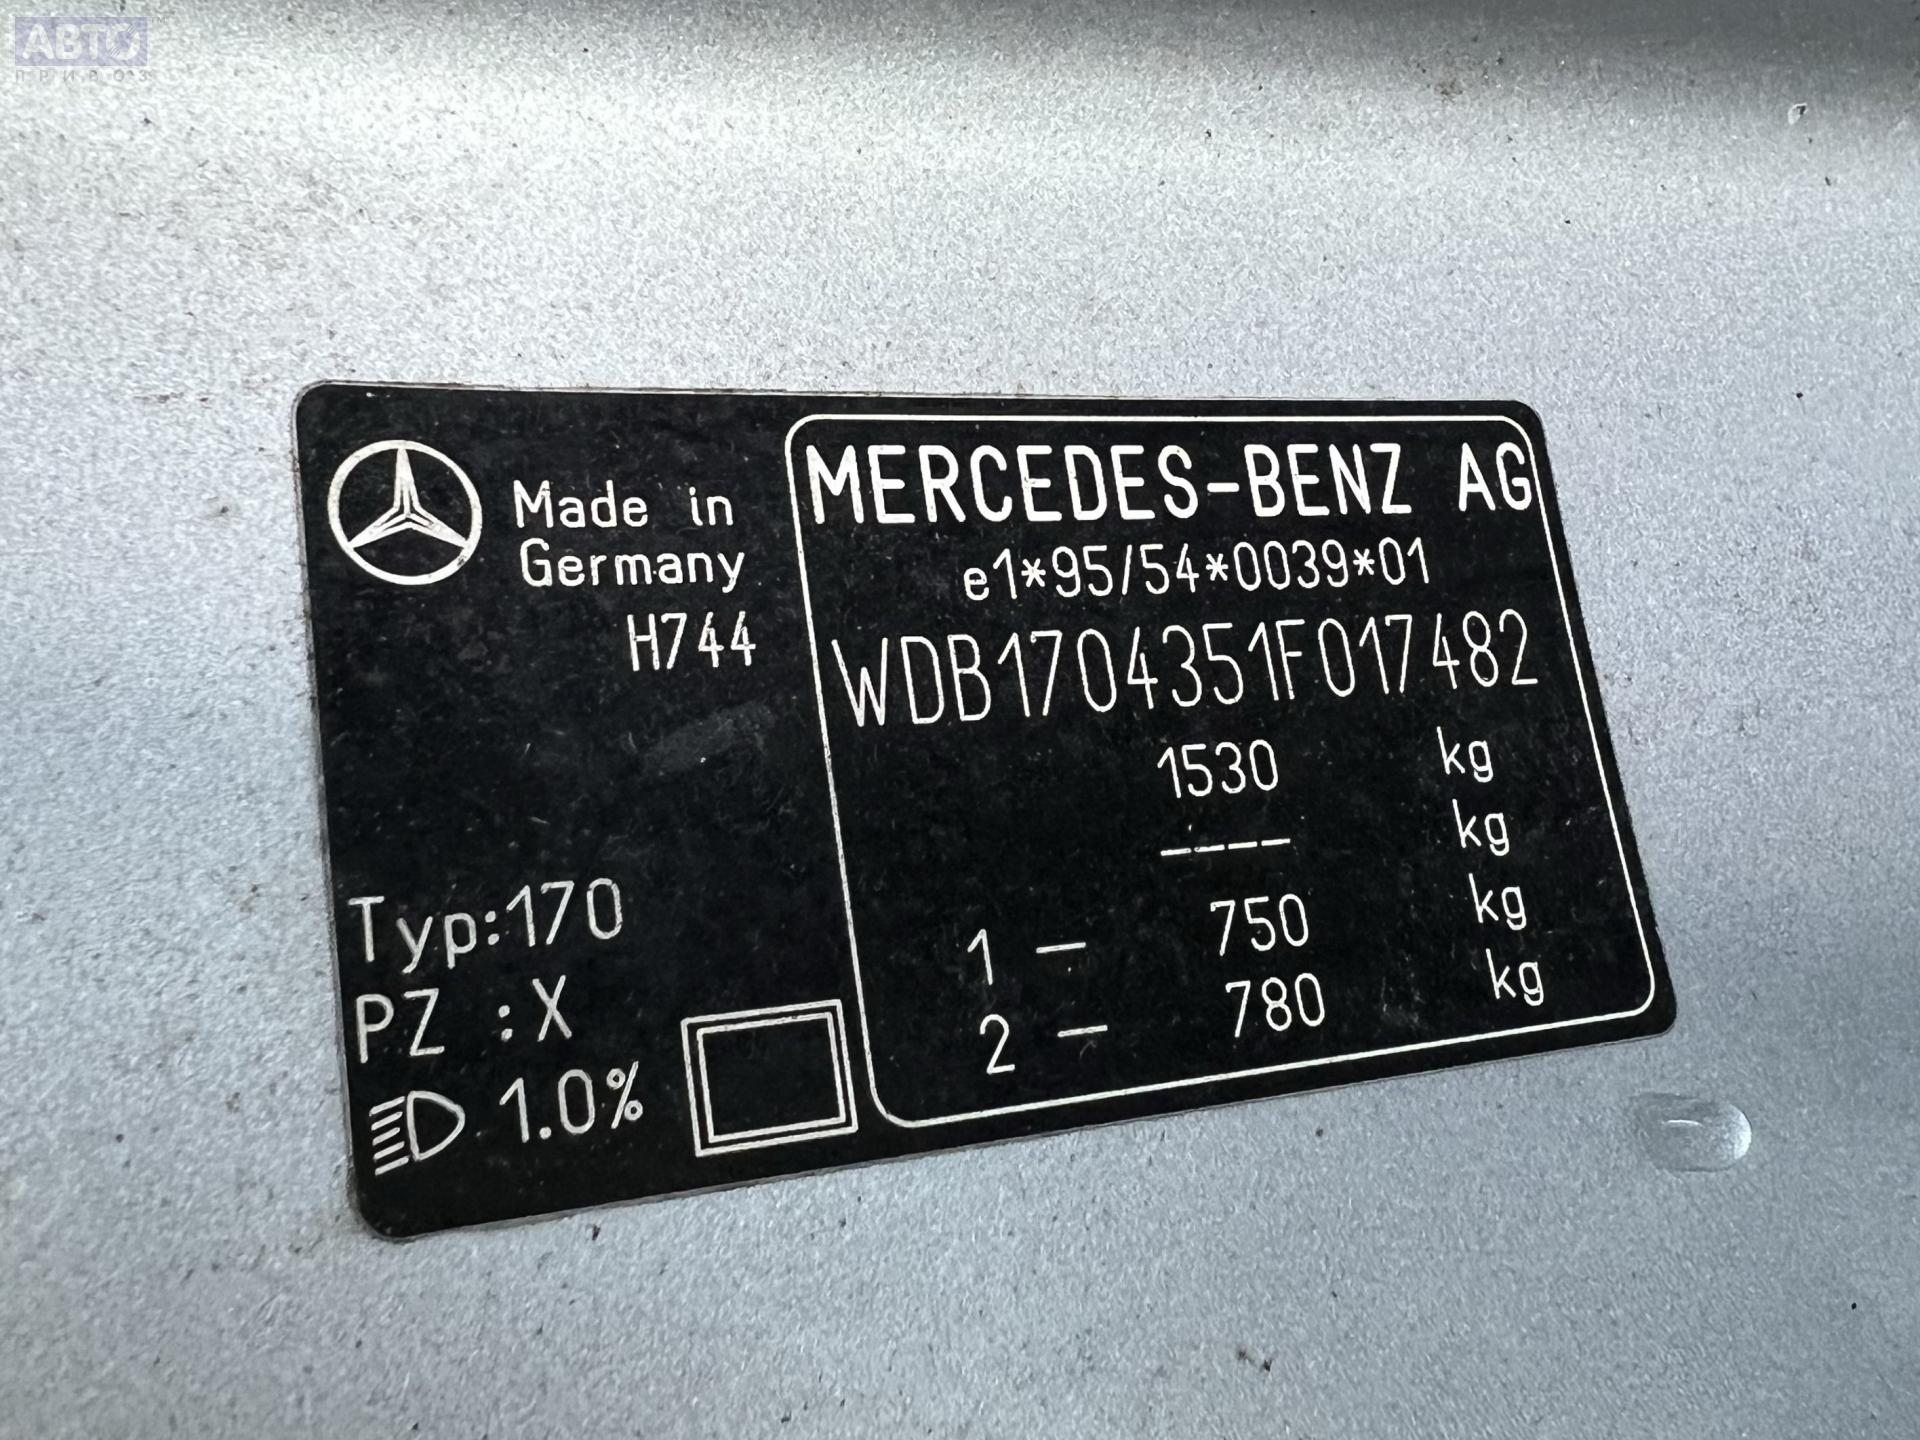 АВТО
ПРИВОЗ
Made in
Germany
H744
MERCEDES-BENZ AG
e1*95/54*0039*01
WDB1704351F017482
1530 kg
---- kg
1 – 750 kg
2 – 780 kg
Typ:170
PZ :X
1.0%